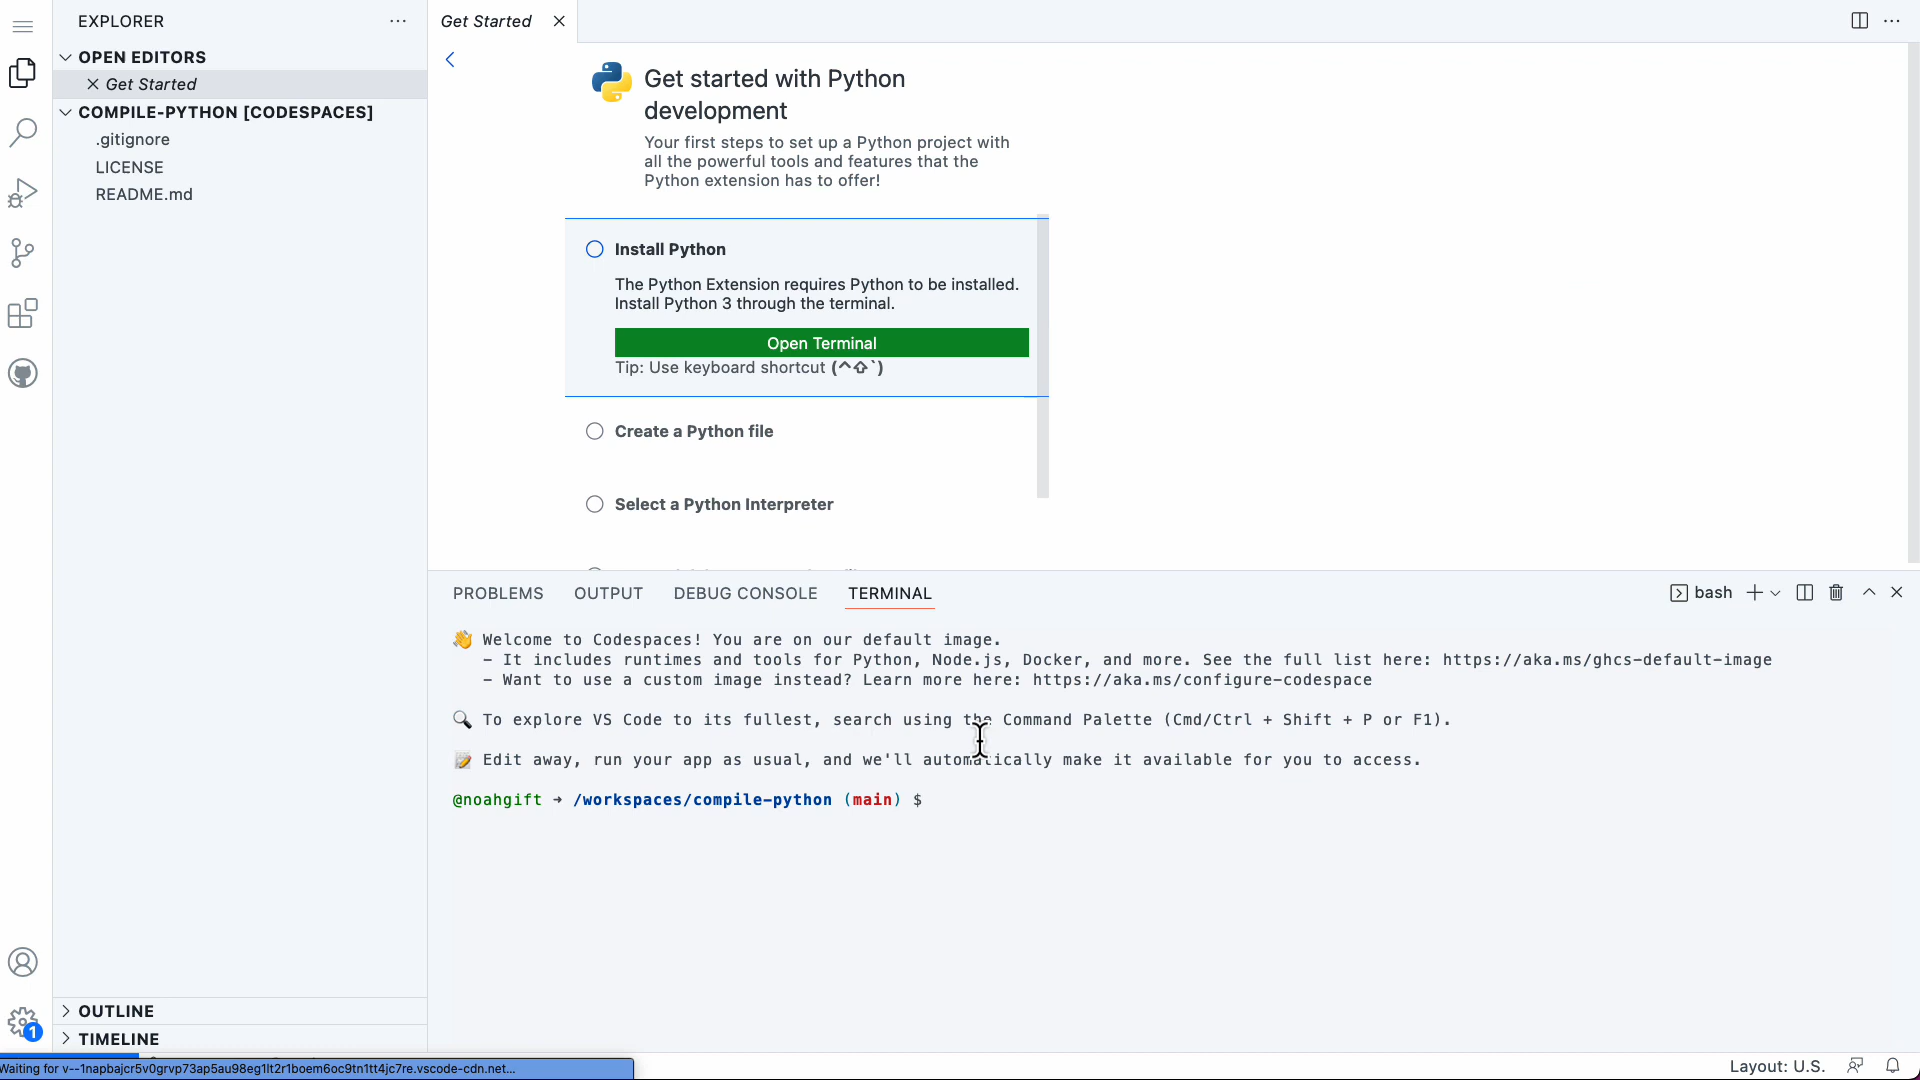 EXPLORER
OPEN EDITORS
Get Started
COMPILE-PYTHON [CODESPACES]
.gitignore
LICENSE
README.md
OUTLINE
TIMELINE
1
Get Started
Get started with Python
development
Your first steps to set up a Python project with
all the powerful tools and features that the
Python extension has to offer!
Install Python
The Python Extension requires Python to be installed.
Install Python 3 through the terminal.
Open Terminal
Tip: Use keyboard shortcut (^⇧`)
Create a Python file
Select a Python Interpreter
PROBLEMS OUTPUT DEBUG CONSOLE TERMINAL
bash
👋 Welcome to Codespaces! You are on our default image.
- It includes runtimes and tools for Python, Node.js, Docker, and more. See the full list here: https://aka.ms/ghcs-default-image
- Want to use a custom image instead? Learn more here: https://aka.ms/configure-codespace
🔍 To explore VS Code to its fullest, search using the Command Palette (Cmd/Ctrl + Shift + P or F1).
📝 Edit away, run your app as usual, and we'll automatically make it available for you to access.
@noahgift ➜ /workspaces/compile-python (main) $
Waiting for v--1napbajcr5v0grvp73ap5au98eg1lt2r1boem6oc9tn1tt4jc7re.vscode-cdn.net...
Layout: U.S.